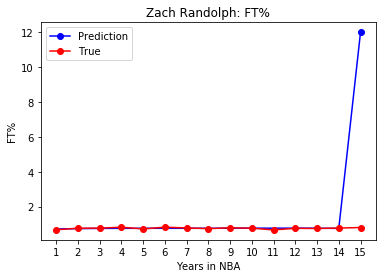 Zach Randolph: FT%
Prediction
True
12
10
8
6
4
2
FT%
1 2 3 4 5 6 7 8 9 10 11 12 13 14 15
Years in NBA